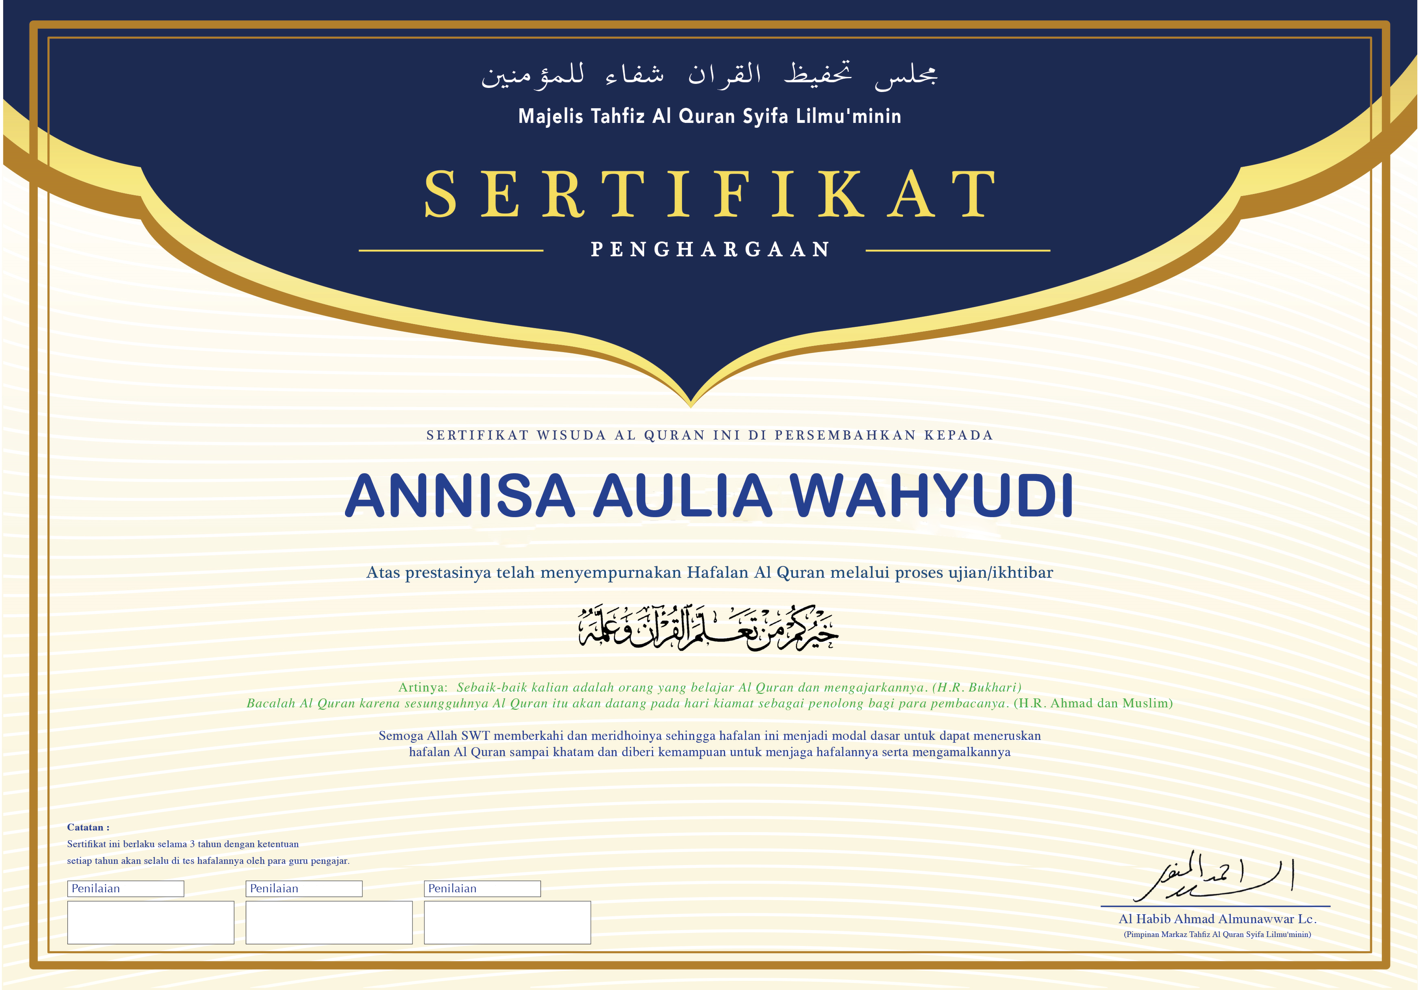 مجلس تحفيظ القران شفاء للمؤمنين
Majelis Tahfiz Al Quran Syifa Lilmu'minin
SERTIFIKAT
PENGHARGAAN
SERTIFIKAT WISUDA AL QURAN INI DI PERSEMBAHKAN KEPADA
ANNISA AULIA WAHYUDI
Atas prestasinya telah menyempurnakan Hafalan Al Quran melalui proses ujian/ikhtibar
خَيْرُكُمْ مَنْ تَعَلَّمَ الْقُرْآنَ وَعَلَّمَهُ
Artinya: Sebaik-baik kalian adalah orang yang belajar Al Quran dan mengajarkannya. (H.R. Bukhari)
Bacalah Al Quran karena sesungguhnya Al Quran itu akan datang pada hari kiamat sebagai penolong bagi para pembacanya. (H.R. Ahmad dan Muslim)
Semoga Allah SWT memberkahi dan meridhoinya sehingga hafalan ini menjadi modal dasar untuk dapat meneruskan
hafalan Al Quran sampai khatam dan diberi kemampuan untuk menjaga hafalannya serta mengamalkannya
Catatan :
Sertifikat ini berlaku selama 3 tahun dengan ketentuan
setiap tahun akan selalu di tes hafalannya oleh para guru pengajar.
Penilaian
Penilaian
Penilaian
Al Habib Ahmad Almunawwar Lc.
(Pimpinan Markaz Tahfiz Al Quran Syifa Lilmu'minin)